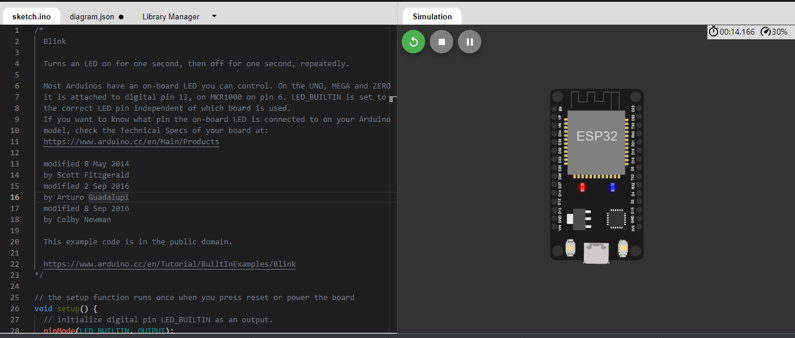 sketch.ino
diagram.json
Library Manager
Simulation
00:14.166
30%
1 /*
2 Blink
3
4 Turns an LED on for one second, then off for one second, repeatedly.
5
6 Most Arduinos have an on-board LED you can control. On the UNO, MEGA and ZERO
7 it is attached to digital pin 13, on MKR1000 on pin 6. LED_BUILTIN is set to
8 the correct LED pin independent of which board is used.
9 If you want to know what pin the on-board LED is connected to on your Arduino
10 model, check the Technical Specs of your board at:
11 https://www.arduino.cc/en/Main/Products
12
13 modified 8 May 2014
14 by Scott Fitzgerald
15 modified 2 Sep 2016
16 by Arturo Guadalupi
17 modified 8 Sep 2016
18 by Colby Newman
19
20 This example code is in the public domain.
21
22 https://www.arduino.cc/en/Tutorial/BuiltInExamples/Blink
23 */
24
25 // the setup function runs once when you press reset or power the board
26 void setup() {
27 // initialize digital pin LED_BUILTIN as an output.
28 pinMode(LED_BUILTIN, OUTPUT);
ESP32